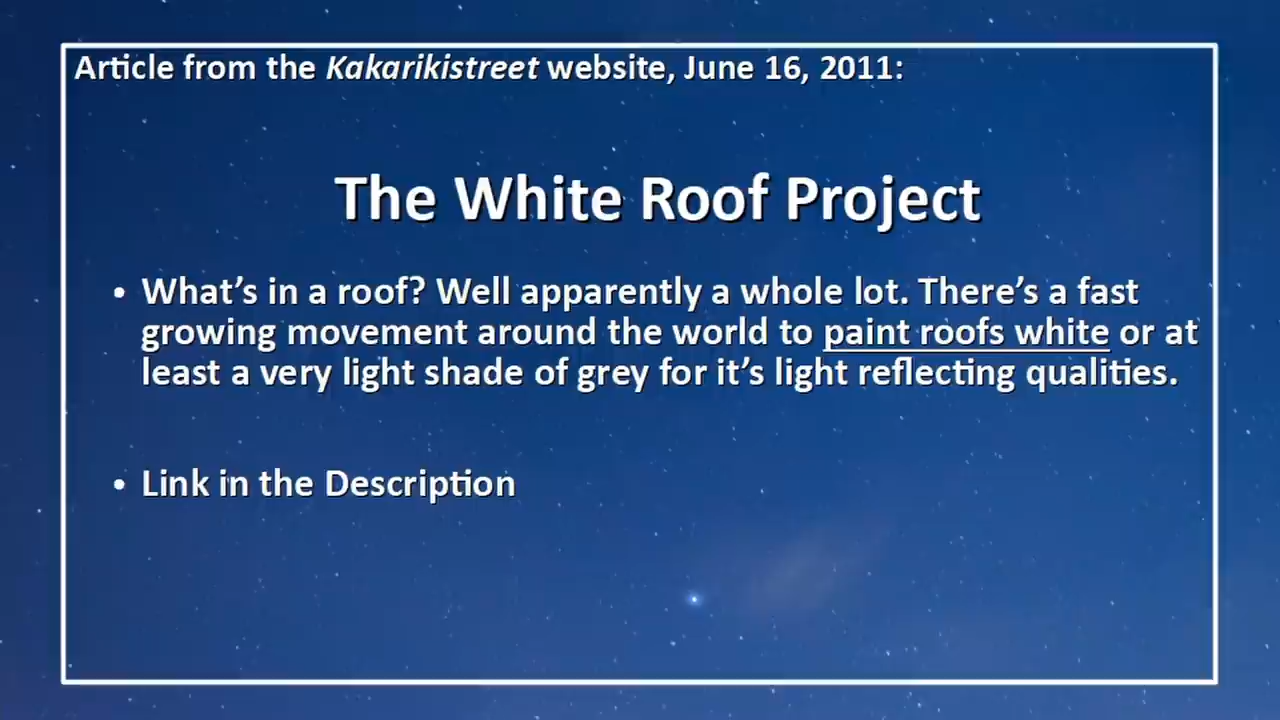 Article from the Kakarikistreet website, June 16, 2011:
The White Roof Project
• What’s in a roof? Well apparently a whole lot. There’s a fast
growing movement around the world to paint roofs white or at
least a very light shade of grey for it’s light reflecting qualities.
• Link in the Description